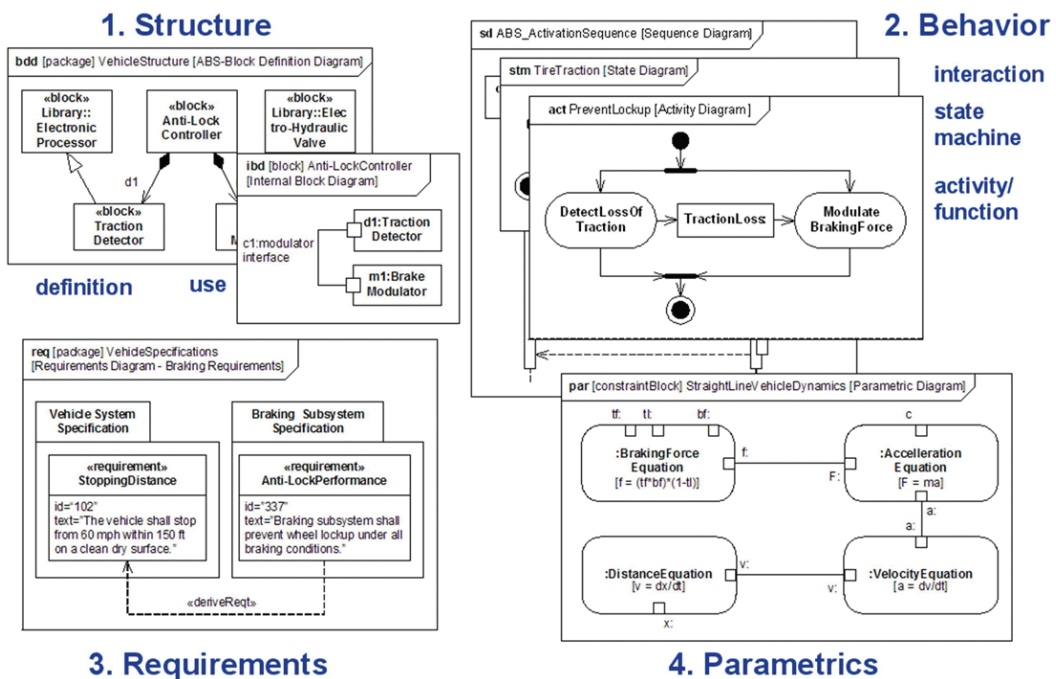 1. Structure
bdd [package] VehicleStructure [ABS-Block Definition Diagram]
«block»
Library::
Electronic
Processor
«block»
Anti-Lock
Controller
«block»
Library::Elec
tro-Hydraulic
Valve
d1
«block»
Traction
Detector
M
ibd [block] Anti-LockController
[Internal Block Diagram]
d1:Traction
Detector
c1:modulator
interface
m1:Brake
Modulator
definition
use
2. Behavior
sd ABS_ActivationSequence [Sequence Diagram]
stm TireTraction [State Diagram]
act PreventLockup [Activity Diagram]
DetectLossOf
Traction
TractionLoss:
Modulate
BrakingForce
interaction
state
machine
activity/
function
req [package] VehicleSpecifications
[Requirements Diagram - Braking Requirements]
Vehicle System
Specification
«requirement»
StoppingDistance
id="102"
text="The vehicle shall stop
from 60 mph within 150 ft
on a clean dry surface."
Braking Subsystem
Specification
«requirement»
Anti-LockPerformance
id="337"
text="Braking subsystem shall
prevent wheel lockup under all
braking conditions."
«deriveReqt»
3. Requirements
par [constraintBlock] StraightLineVehicleDynamics [Parametric Diagram]
tf: tl: bf:
c
:BrakingForce
Equation
[f = (tf*bf)*(1-tl)]
f:
F:
:Accelleration
Equation
[F = ma]
a:
a:
:DistanceEquation
[v = dx/dt]
v:
v:
:VelocityEquation
[a = dv/dt]
x:
4. Parametrics